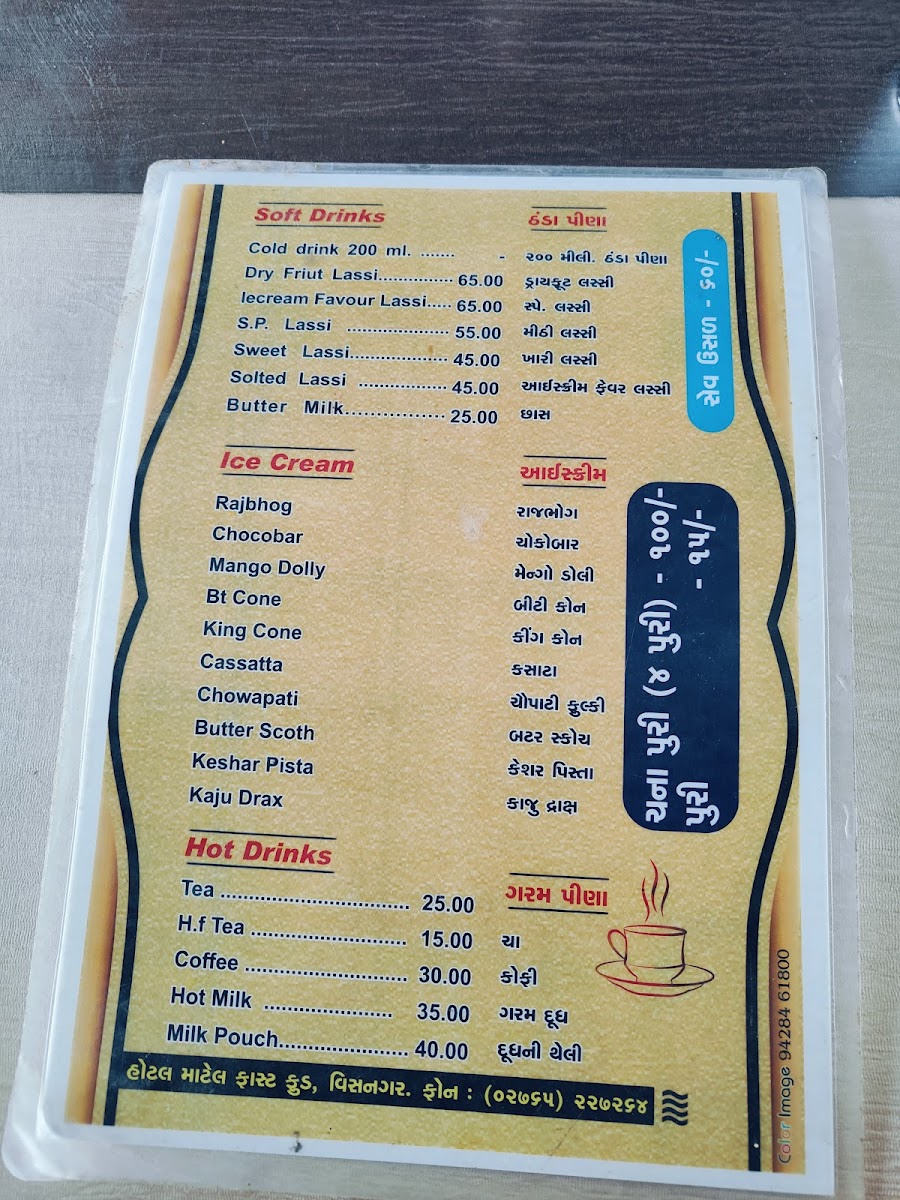 Soft Drinks ઠંડા પીણા
Cold drink 200 ml. ....... - ૨૦૦ મીલી. ઠંડા પીણા
Dry Friut Lassi............... 65.00 ડ્રાયફ્રૂટ લસ્સી
Iecream Favour Lassi..... 65.00 સ્પે. લસ્સી
S.P. Lassi .................... 55.00 મીઠી લસ્સી
Sweet Lassi................... 45.00 ખારી લસ્સી
Solted Lassi ................. 45.00 આઈસ્ક્રીમ ફેવર લસ્સી
Butter Milk................. 25.00 છાસ
Ice Cream આઈસ્ક્રીમ
Rajbhog રાજભોગ
Chocobar ચોકોબાર
Mango Dolly મેન્ગો ડોલી
Bt Cone બીટી કોન
King Cone કીંગ કોન
Cassatta કસાટા
Chowapati ચૌપાટી કુલ્ફી
Butter Scoth બટર સ્કોચ
Keshar Pista કેશર પિસ્તા
Kaju Drax કાજુ દ્રાક્ષ
Hot Drinks ગરમ પીણા
Tea ................................ 25.00 ચા
H.f Tea ........................... 15.00 કોફી
Coffee ............................ 30.00 ગરમ દૂધ
Hot Milk ...................... 35.00 દૂધની થેલી
Milk Pouch...................... 40.00
હોટલ માટેલ ફાસ્ટ ફુડ, વિસનગર. ફોન : (૦૨૭૬૫) ૨૨૭૨૬૪
સેવ ઉસળ - ૬૦/-
ચના પુરી (૪ પુરી) - ૧૦૦/-
પુરી - ૧૫/-
Color Image 94284 61800